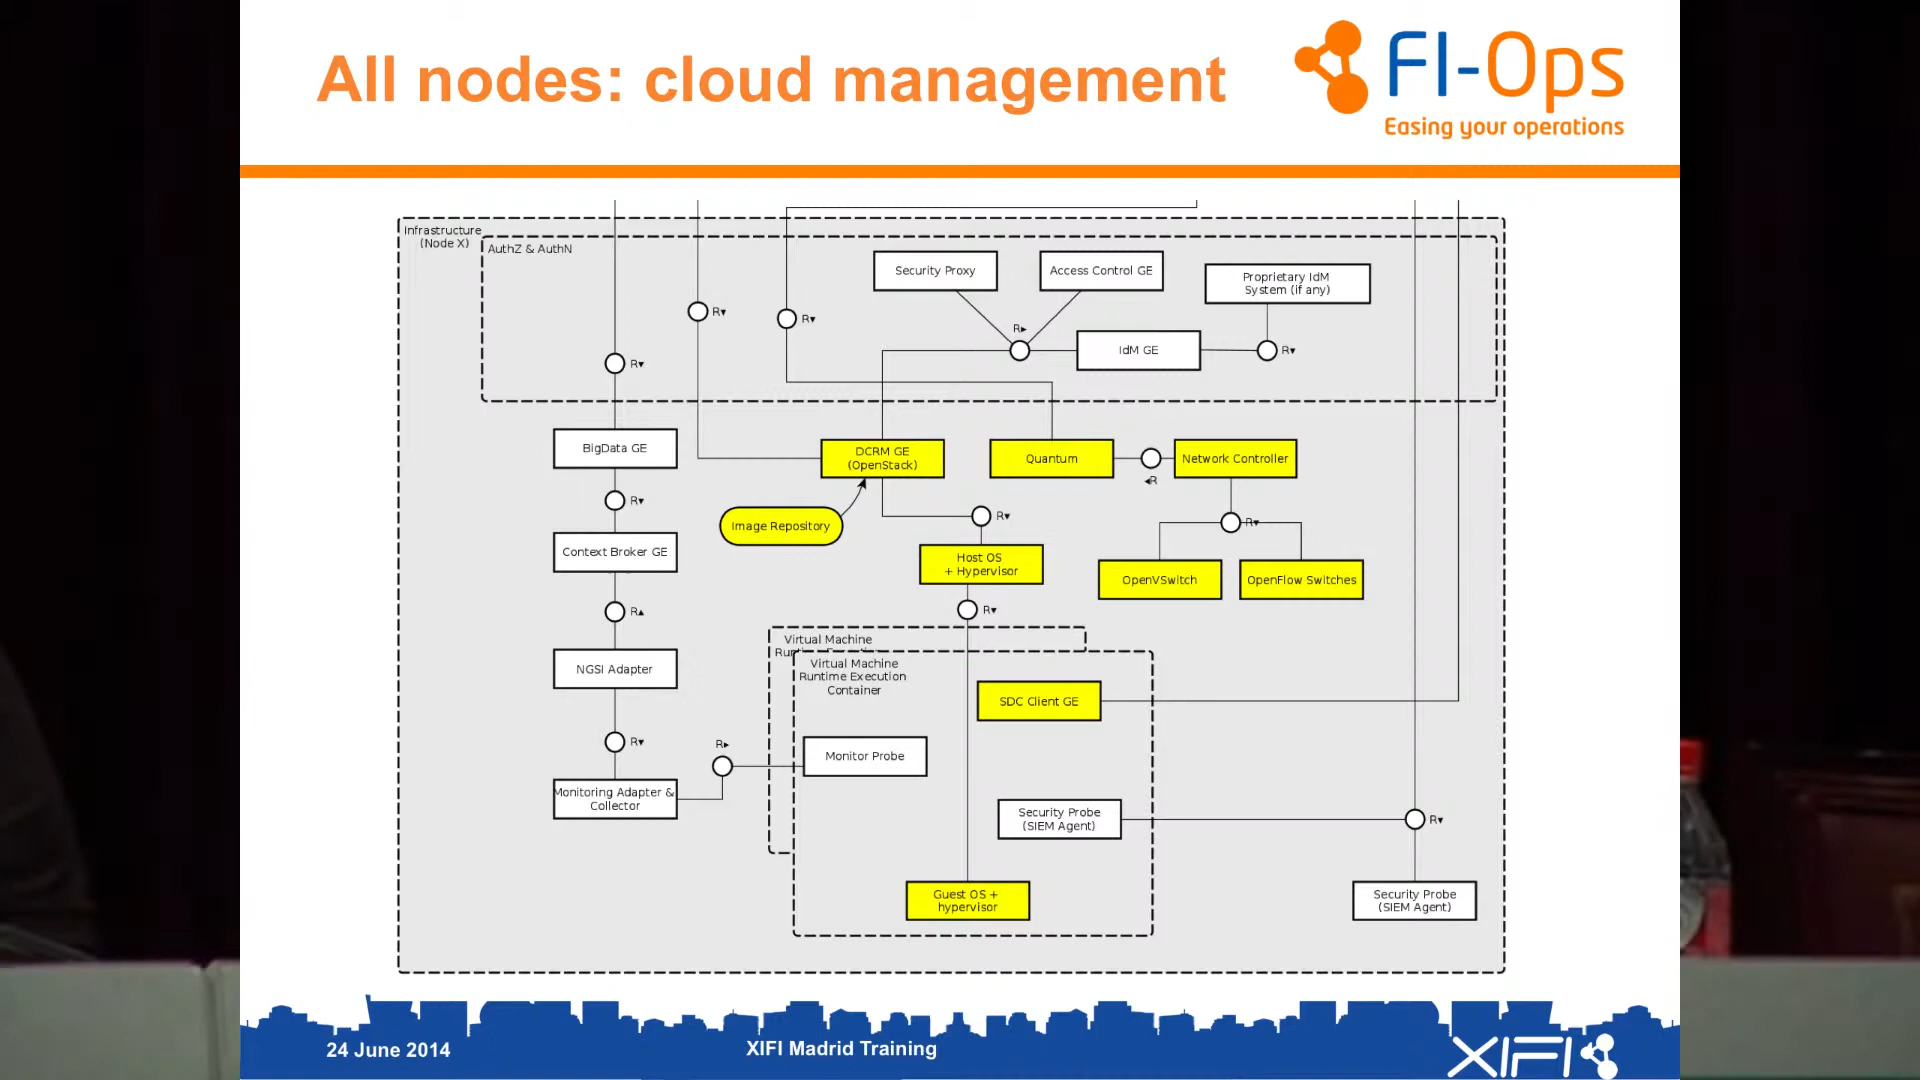 All nodes: cloud management
FI-Ops
Easing your operations
Infrastructure
(Node X)
AuthZ & AuthN
Security Proxy
Access Control GE
Proprietary IdM
System (if any)
R▾
R▾
R▸
IdM GE
R▾
R▾
BigData GE
DCRM GE
(OpenStack)
Quantum
Network Controller
◂R
R▾
Image Repository
R▾
R▾
Context Broker GE
Host OS
+ Hypervisor
OpenVSwitch
OpenFlow Switches
R▴
R▾
Virtual Machine
Virtual Machine
Runtime Execution
Container
NGSI Adapter
SDC Client GE
R▾
R▸
Monitor Probe
Monitoring Adapter &
Collector
Security Probe
(SIEM Agent)
R▾
Guest OS +
hypervisor
Security Probe
(SIEM Agent)
24 June 2014
XIFI Madrid Training
XIFI